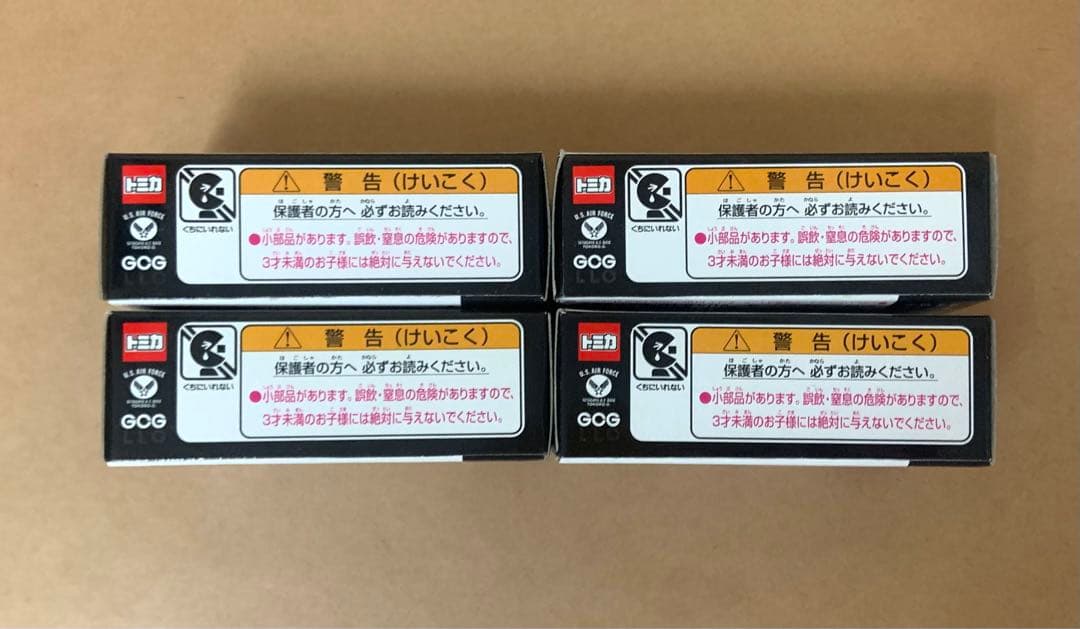 トミカ
U.S. AIR FORCE
GCG
くちにいれない
警告(けいこく)
保護者の方へ 必ずお読みください。
●小部品があります。誤飲・窒息の危険がありますので、
3才未満のお子様には絶対に与えないでください。
トミカ
U.S. AIR FORCE
GCG
くちにいれない
警告(けいこく)
保護者の方へ 必ずお読みください。
●小部品があります。誤飲・窒息の危険がありますので、
3才未満のお子様には絶対に与えないでください。
トミカ
U.S. AIR FORCE
GCG
くちにいれない
警告(けいこく)
保護者の方へ 必ずお読みください。
●小部品があります。誤飲・窒息の危険がありますので、
3才未満のお子様には絶対に与えないでください。
トミカ
U.S. AIR FORCE
GCG
くちにいれない
警告(けいこく)
保護者の方へ 必ずお読みください。
●小部品があります。誤飲・窒息の危険がありますので、
3才未満のお子様には絶対に与えないでください。